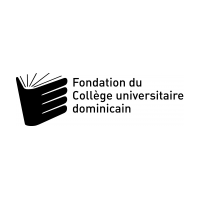 Fondation du
Collège universitaire
dominicain